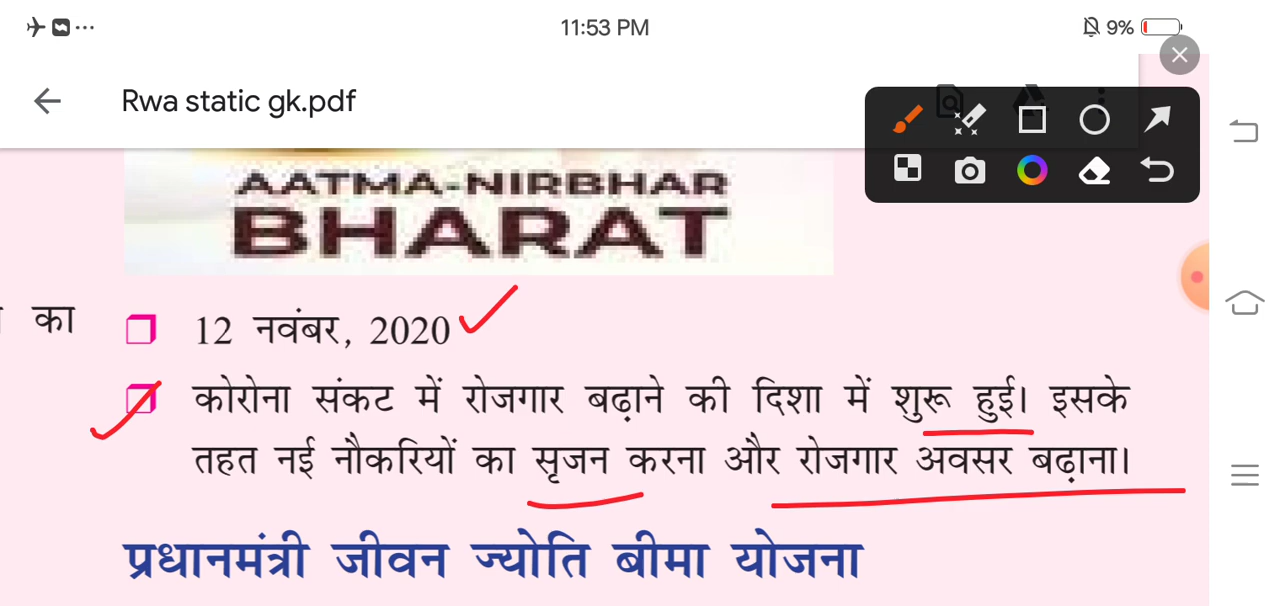 11:53 PM
9%
Rwa static gk.pdf
AATMA-NIRBHAR
BHARAT
का
12 नवंबर, 2020
कोरोना संकट में रोजगार बढ़ाने की दिशा में शुरू हुई। इसके
तहत नई नौकरियों का सृजन करना और रोजगार अवसर बढ़ाना।
प्रधानमंत्री जीवन ज्योति बीमा योजना